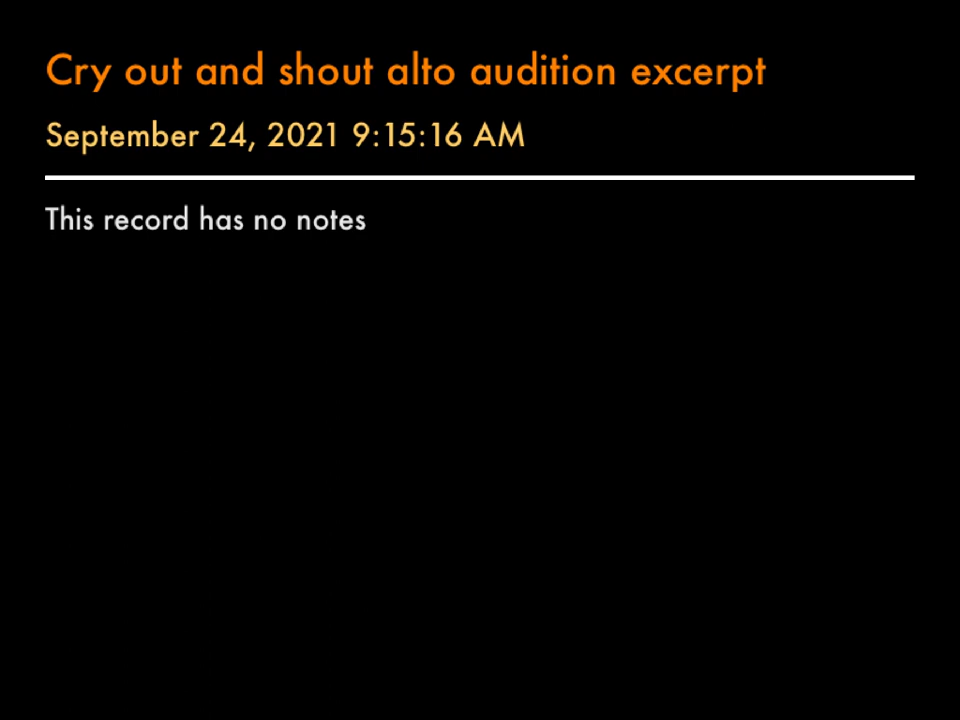 Cry out and shout alto audition excerpt
September 24, 2021 9:15:16 AM
This record has no notes